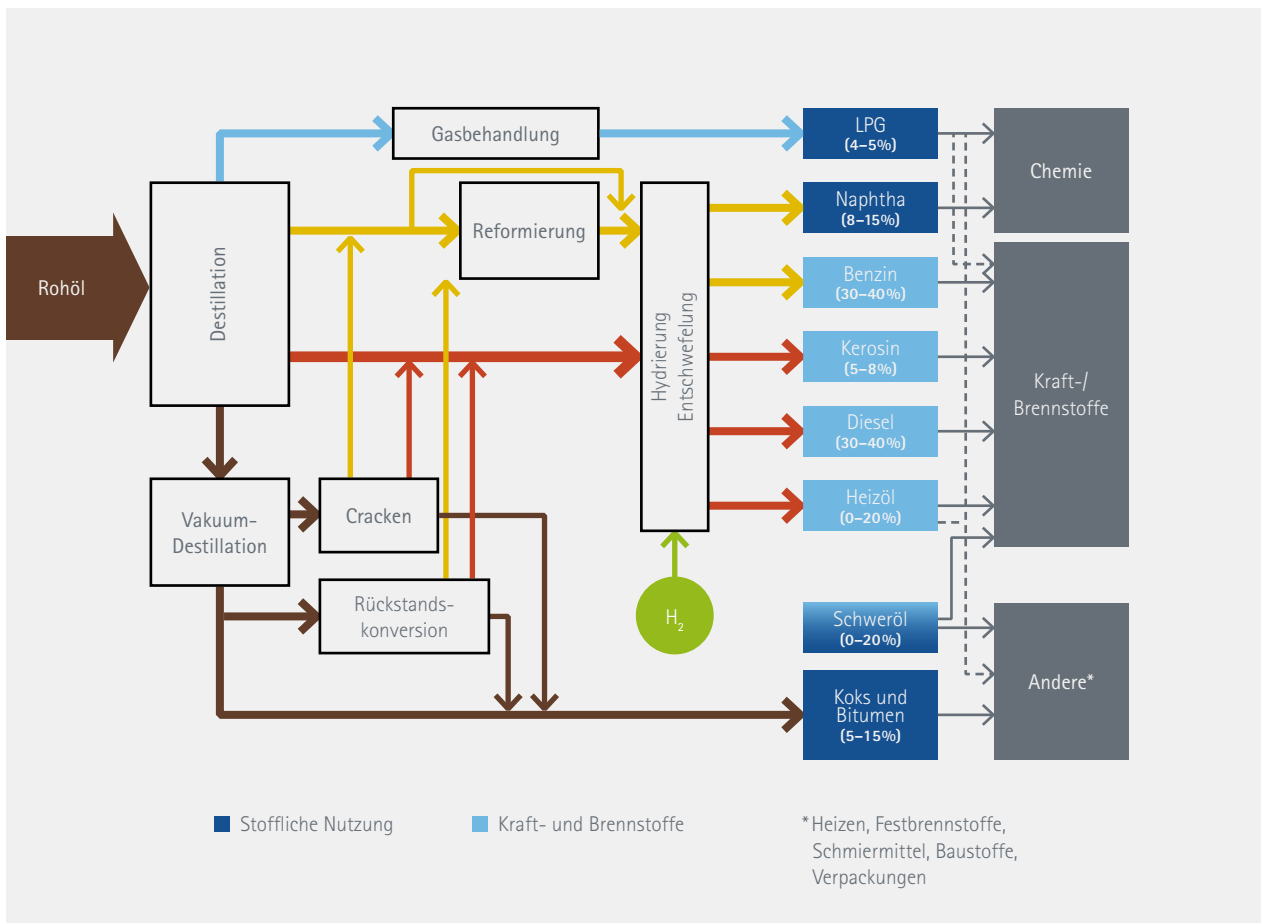 Gasbehandlung
LPG
(4–5%)
Chemie
Rohöl
Destillation
Reformierung
Hydrierung
Entschwefelung
Naphtha
(8–15%)
Benzin
(30–40%)
Kerosin
(5–8%)
Kraft-/
Brennstoffe
Diesel
(30–40%)
Vakuum-
Destillation
Cracken
Heizöl
(0–20%)
Rückstands-
konversion
H2
Schweröl
(0–20%)
Andere*
Koks und
Bitumen
(5–15%)
Stoffliche Nutzung
Kraft- und Brennstoffe
*Heizen, Festbrennstoffe,
Schmiermittel, Baustoffe,
Verpackungen